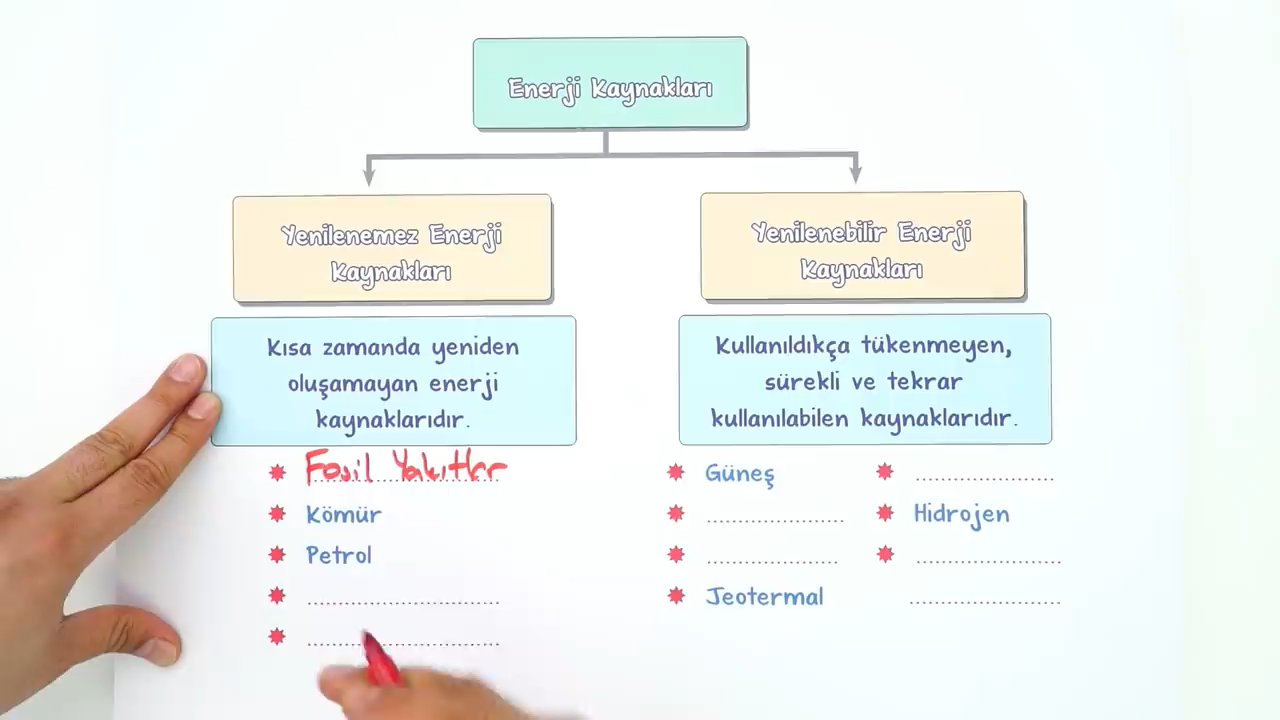 Enerji Kaynakları
Yenilenemez Enerji
Kaynakları
Kısa zamanda yeniden
oluşamayan enerji
kaynaklarıdır.
Fosil Yakıtlar
Kömür
Petrol
Yenilenebilir Enerji
Kaynakları
Kullanıldıkça tükenmeyen,
sürekli ve tekrar
kullanılabilen kaynaklarıdır.
Güneş
Jeotermal
Hidrojen